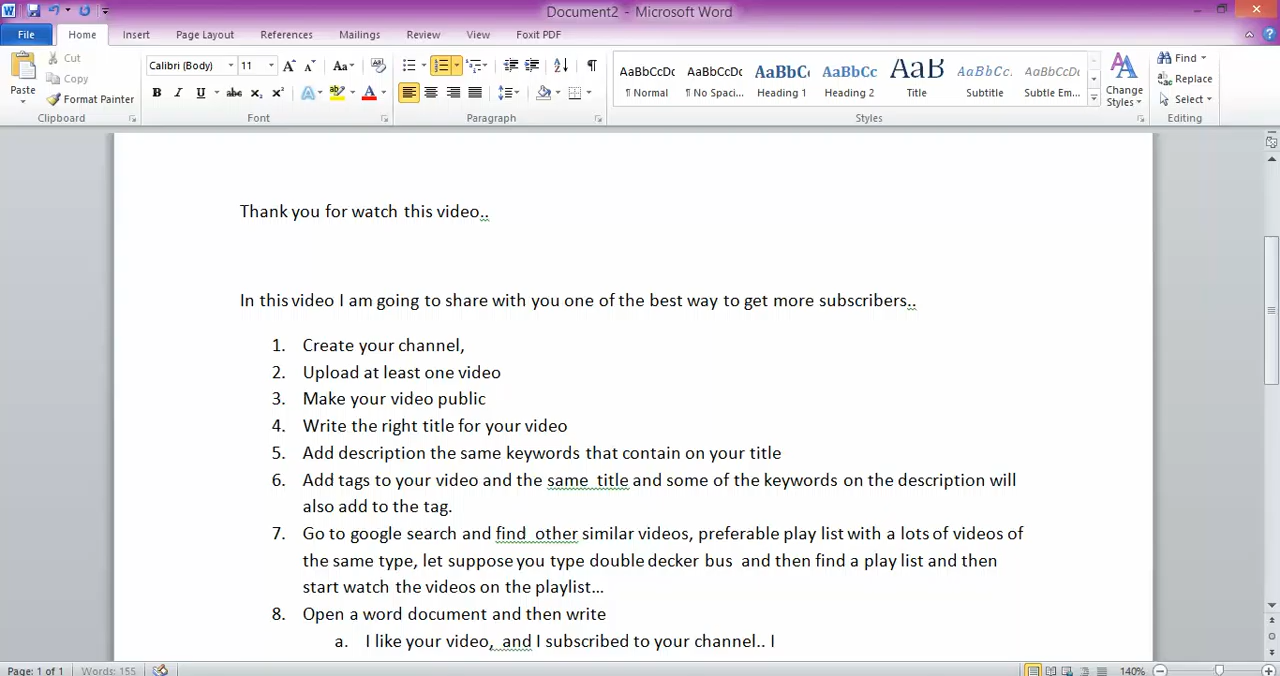 Document2 - Microsoft Word
File Home Insert Page Layout References Mailings Review View Foxit PDF
Paste
Cut
Copy
Format Painter
Clipboard
Calibri (Body) 11
Font
Paragraph
AaBbCcDc AaBbCcDc AaBbCc AaBbCc AaB AaBbCc. AaBbCcDc
¶ Normal ¶ No Spaci... Heading 1 Heading 2 Title Subtitle Subtle Em...
Styles
Change
Styles
Find
Replace
Select
Editing
Thank you for watch this video..
In this video I am going to share with you one of the best way to get more subscribers..
1. Create your channel,
2. Upload at least one video
3. Make your video public
4. Write the right title for your video
5. Add description the same keywords that contain on your title
6. Add tags to your video and the same  title and some of the keywords on the description will
also add to the tag.
7. Go to google search and find  other similar videos, preferable play list with a lots of videos of
the same type, let suppose you type double decker bus  and then find a play list and then
start watch the videos on the playlist...
8. Open a word document and then write
a. I like your video,  and I subscribed to your channel.. I
Page: 1 of 1 Words: 155 140%